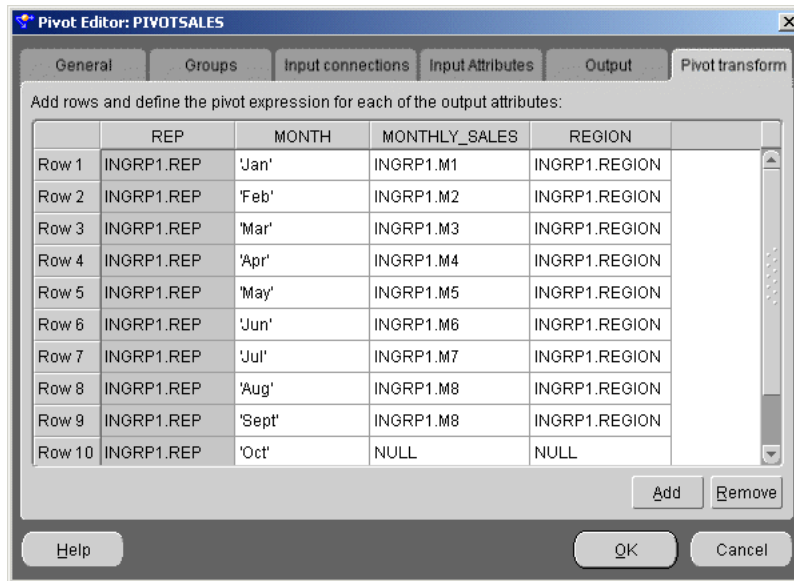 Pivot Editor: PIVOTSALES
General Groups Input connections Input Attributes Output Pivot transform
Add rows and define the pivot expression for each of the output attributes:
REP MONTH MONTHLY_SALES REGION
Row 1 INGRP1.REP 'Jan' INGRP1.M1 INGRP1.REGION
Row 2 INGRP1.REP 'Feb' INGRP1.M2 INGRP1.REGION
Row 3 INGRP1.REP 'Mar' INGRP1.M3 INGRP1.REGION
Row 4 INGRP1.REP 'Apr' INGRP1.M4 INGRP1.REGION
Row 5 INGRP1.REP 'May' INGRP1.M5 INGRP1.REGION
Row 6 INGRP1.REP 'Jun' INGRP1.M6 INGRP1.REGION
Row 7 INGRP1.REP 'Jul' INGRP1.M7 INGRP1.REGION
Row 8 INGRP1.REP 'Aug' INGRP1.M8 INGRP1.REGION
Row 9 INGRP1.REP 'Sept' INGRP1.M8 INGRP1.REGION
Row 10 INGRP1.REP 'Oct' NULL NULL
Add Remove
Help OK Cancel